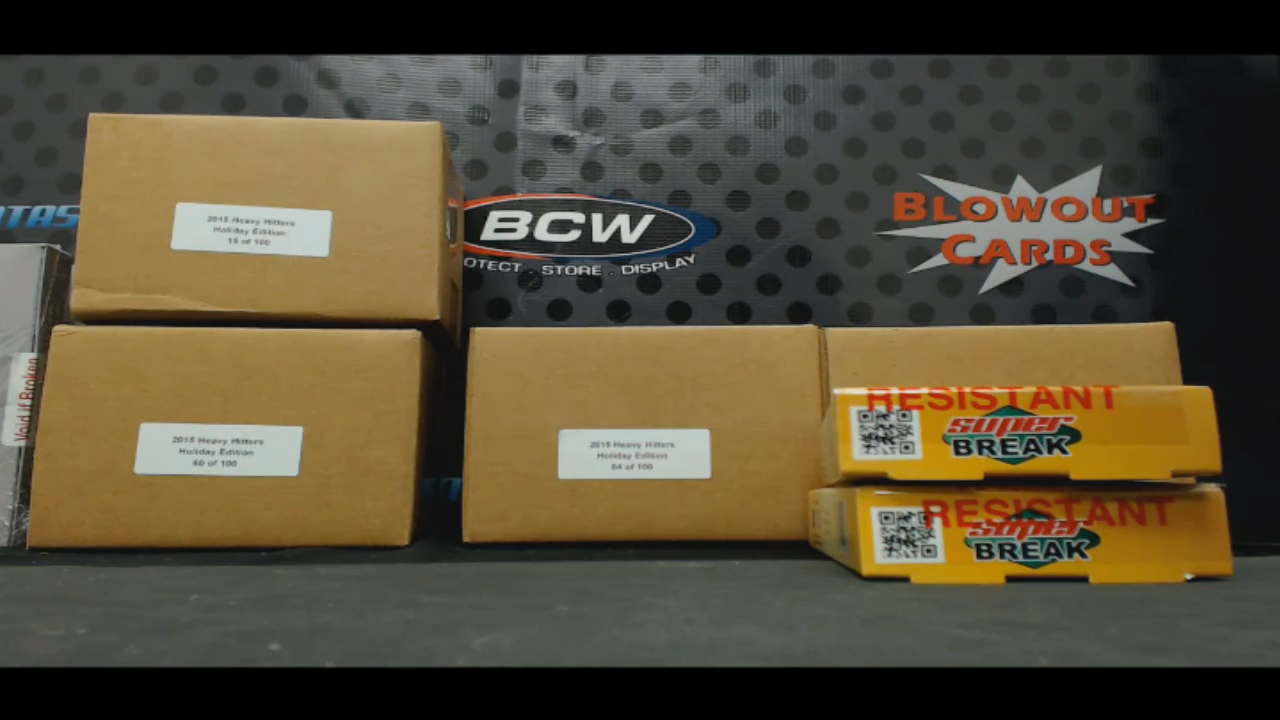 2015 Heavy Hitters
Holiday Edition
15 of 100
TAS
BCW
OTECT . STORE . DISPLAY
BLOWOUT
CARDS
Void if Broken
2015 Heavy Hitters
Holiday Edition
60 of 100
2015 Heavy Hitters
Holiday Edition
64 of 100
RESISTANT
super
BREAK
RESISTANT
super
BREAK